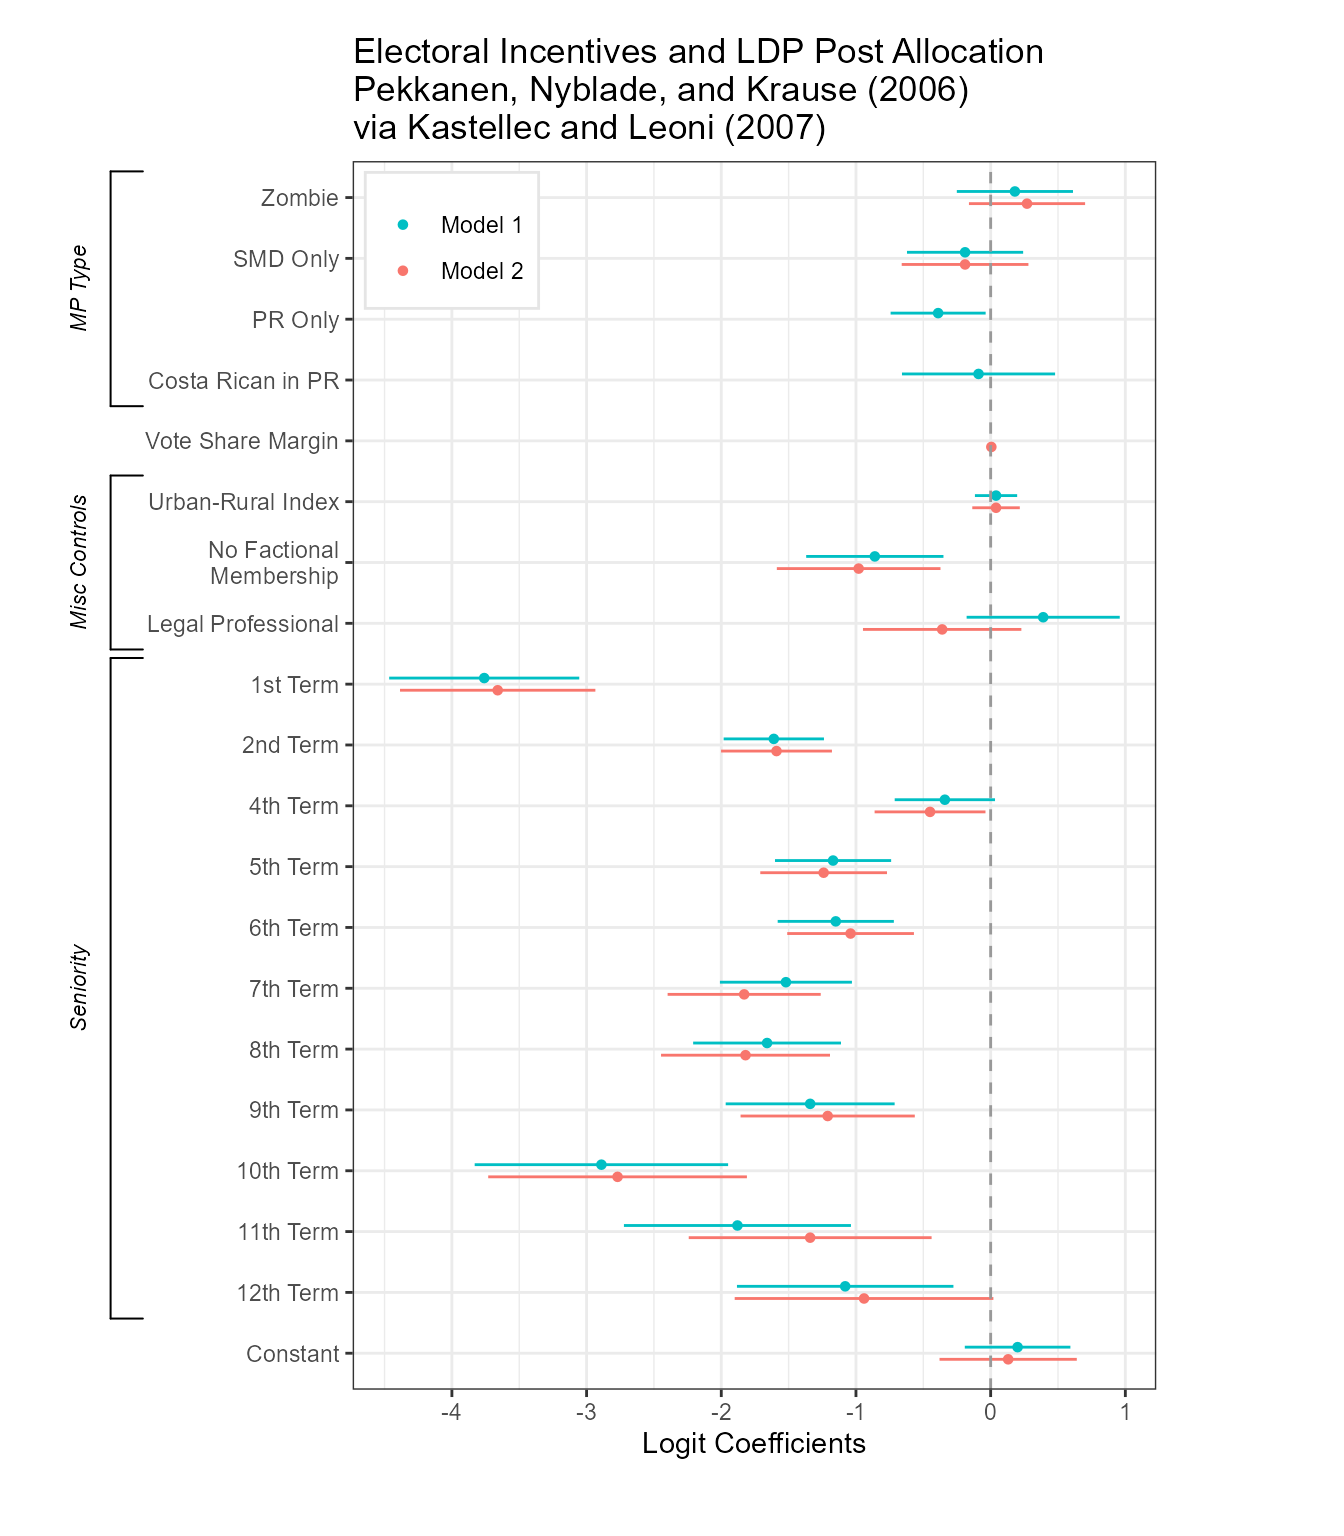 Electoral Incentives and LDP Post Allocation
Pekkanen, Nyblade, and Krause (2006)
via Kastellec and Leoni (2007)
Model 1
Model 2
MP Type
Zombie
SMD Only
PR Only
Costa Rican in PR
Vote Share Margin
Misc Controls
Urban-Rural Index
No Factional
Membership
Legal Professional
Seniority
1st Term
2nd Term
4th Term
5th Term
6th Term
7th Term
8th Term
9th Term
10th Term
11th Term
12th Term
Constant
-4 -3 -2 -1 0 1
Logit Coefficients